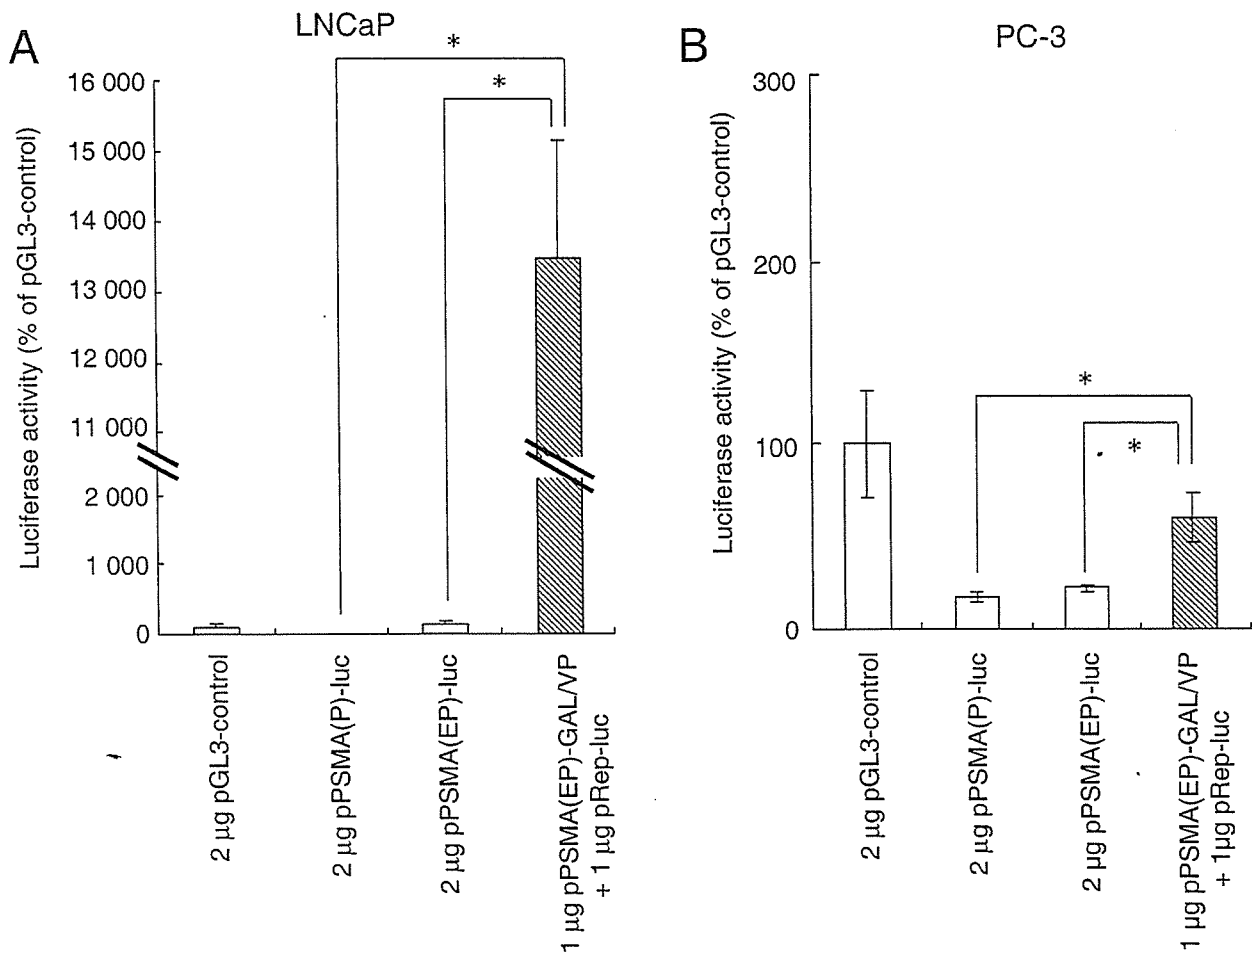 A
LNCaP
Luciferase activity (% of pGL3-control)
16 000
15 000
14 000
13 000
12 000
11 000
2 000
1 000
0
*
*
2 µg pGL3-control
2 µg pPSMA(P)-luc
2 µg pPSMA(EP)-luc
1 µg pPSMA(EP)-GAL/VP
+ 1 µg pRep-luc
B
PC-3
Luciferase activity (% of pGL3-control)
300
200
100
0
*
*
2 µg pGL3-control
2 µg pPSMA(P)-luc
2 µg pPSMA(EP)-luc
1 µg pPSMA(EP)-GAL/VP
+ 1µg pRep-luc